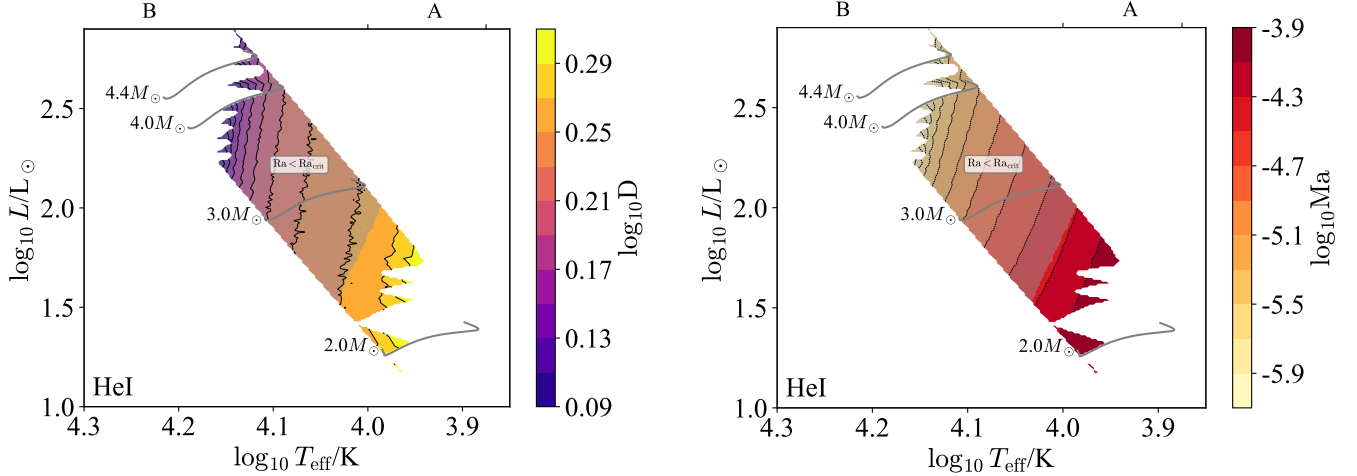 B
A
4.4M☉
4.0M☉
3.0M☉
2.0M☉
Ra < Ra_crit
HeI
2.5
2.0
1.5
1.0
log₁₀ L/L☉
4.3
4.2
4.1
4.0
3.9
log₁₀ T_eff/K
0.29
0.25
0.21
0.17
0.13
0.09
log₁₀D
B
A
4.4M☉
4.0M☉
3.0M☉
2.0M☉
Ra < Ra_crit
HeI
2.5
2.0
1.5
1.0
log₁₀ L/L☉
4.3
4.2
4.1
4.0
3.9
log₁₀ T_eff/K
-3.9
-4.3
-4.7
-5.1
-5.5
-5.9
log₁₀Ma